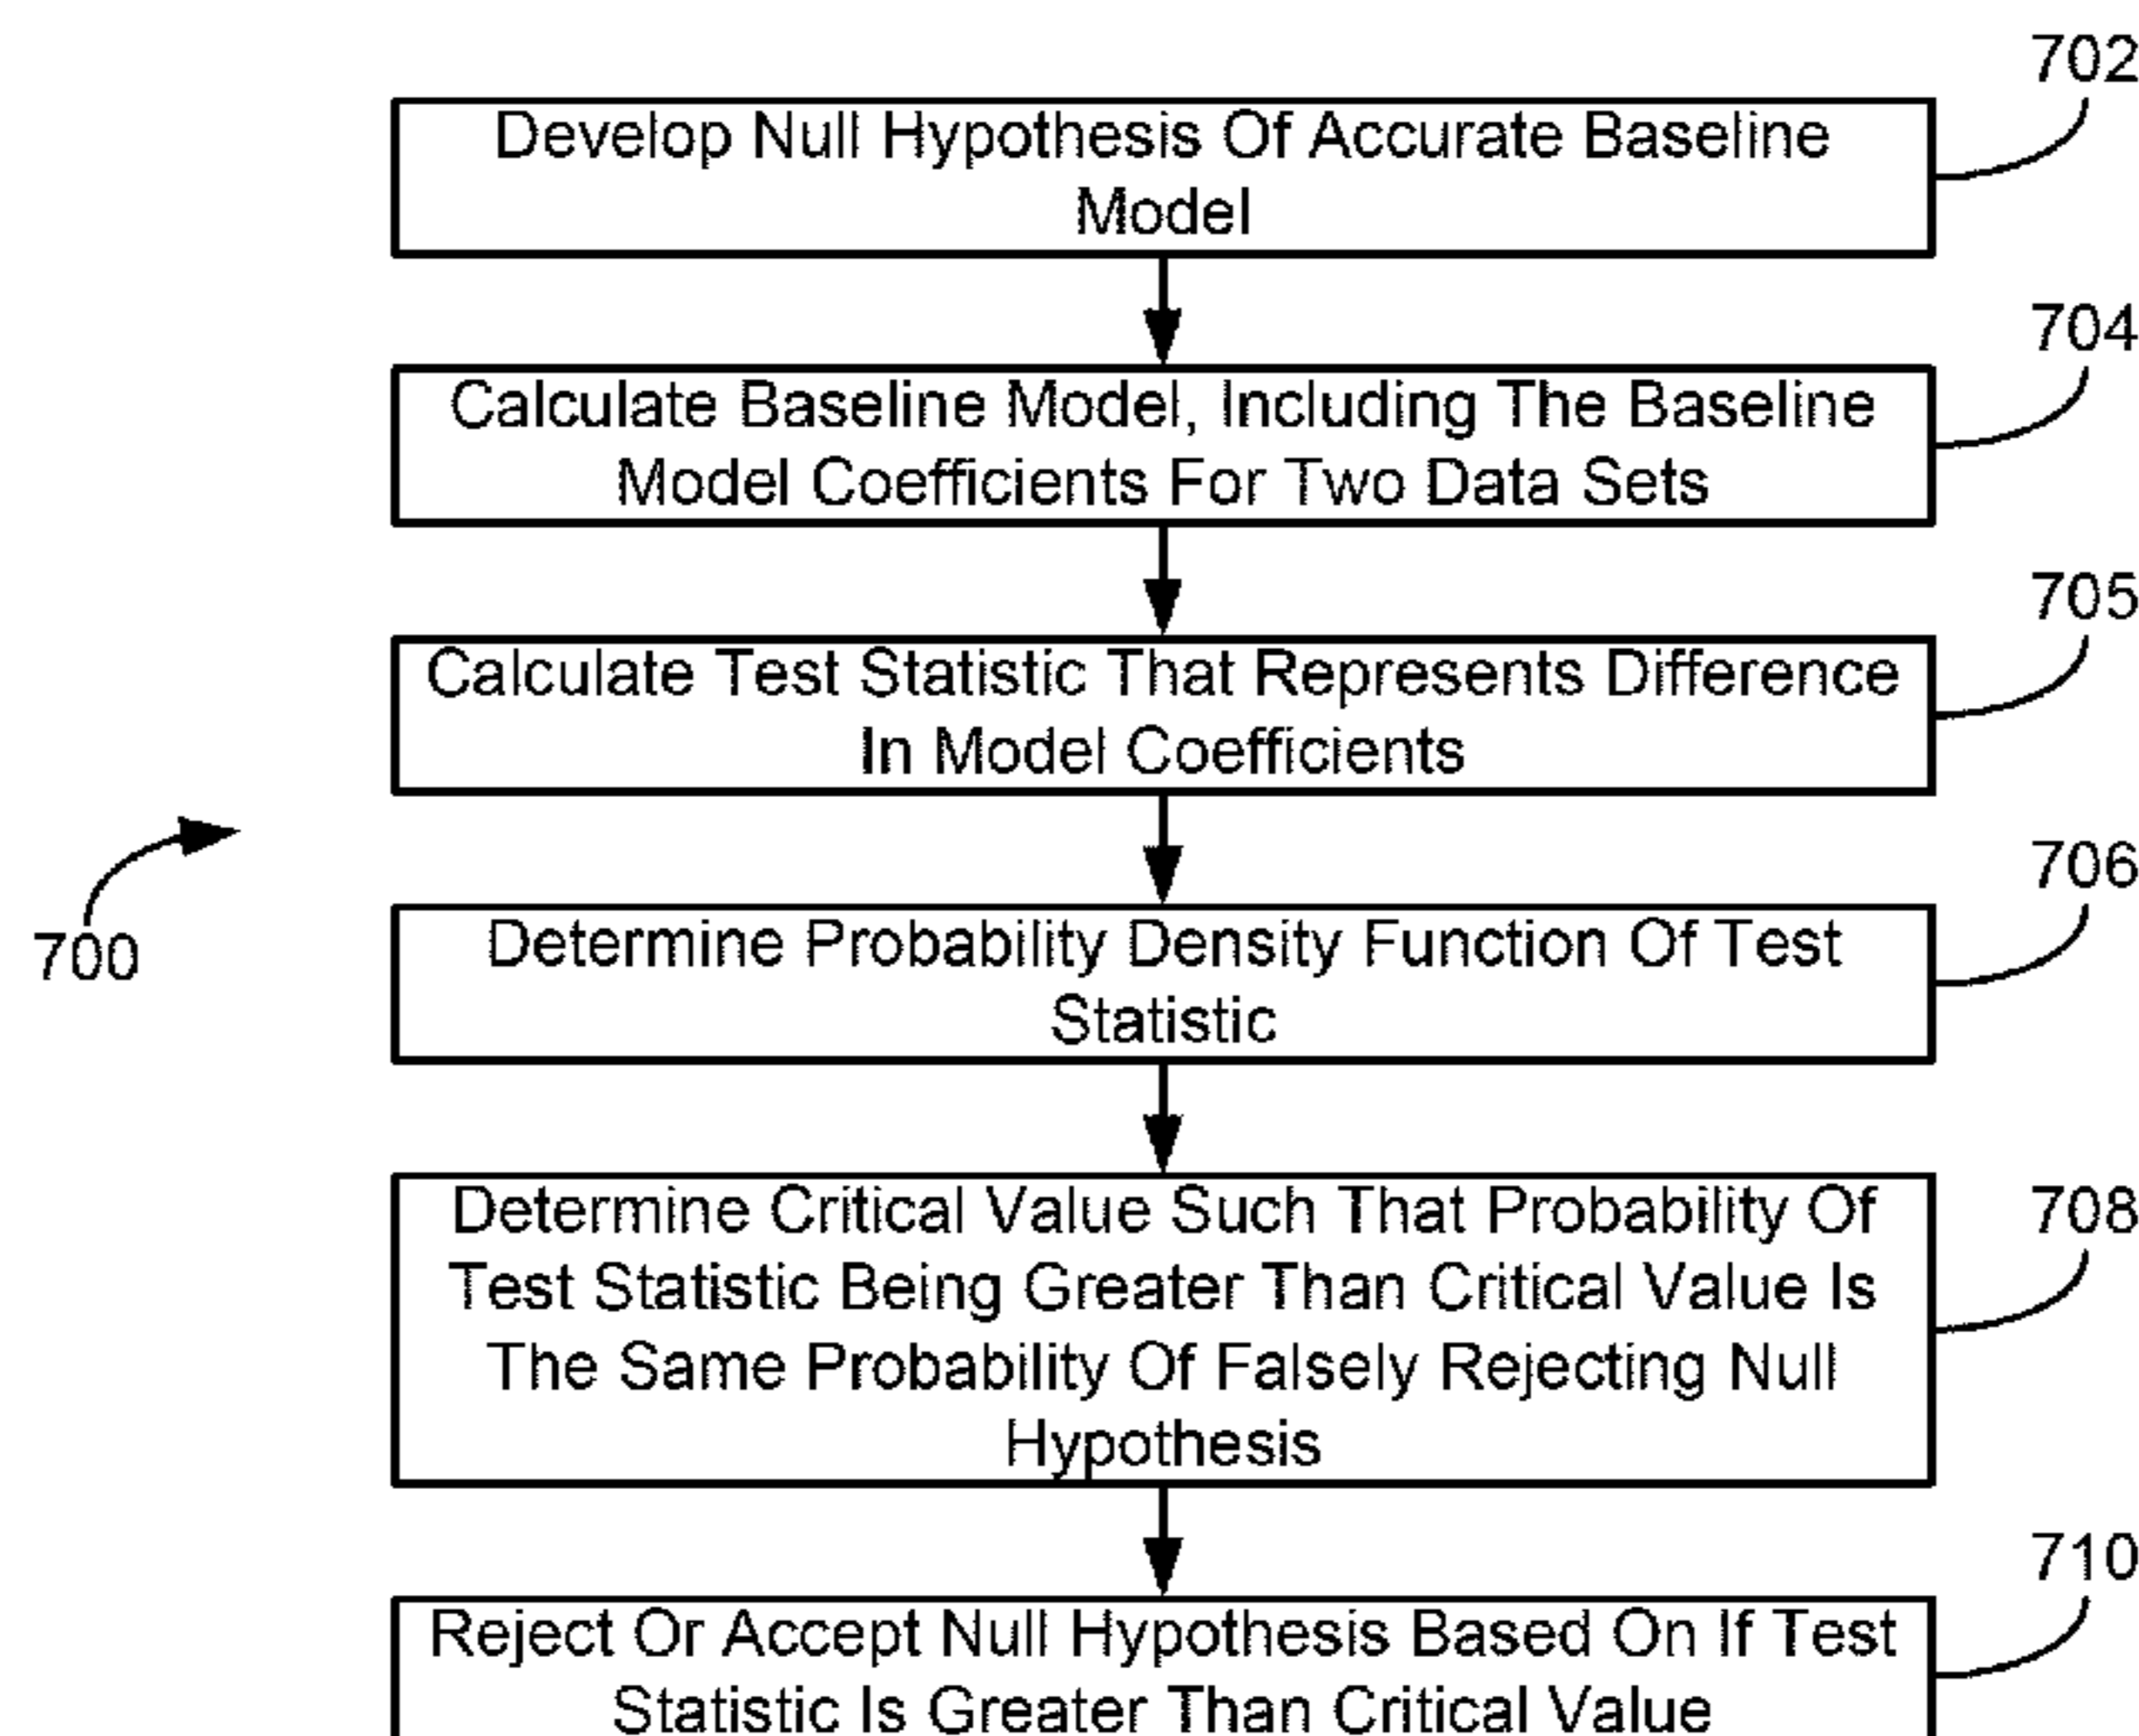 702
Develop Null Hypothesis Of Accurate Baseline
Model
704
Calculate Baseline Model, Including The Baseline
Model Coefficients For Two Data Sets
705
Calculate Test Statistic That Represents Difference
In Model Coefficients
700
706
Determine Probability Density Function Of Test
Statistic
708
Determine Critical Value Such That Probability Of
Test Statistic Being Greater Than Critical Value Is
The Same Probability Of Falsely Rejecting Null
Hypothesis
710
Reject Or Accept Null Hypothesis Based On If Test
Statistic Is Greater Than Critical Value